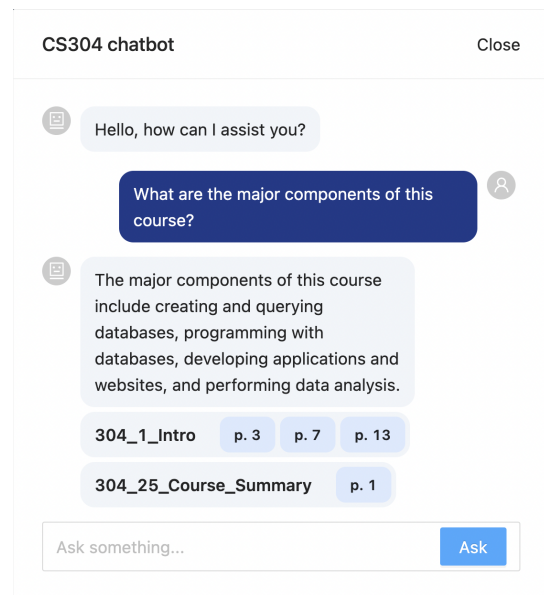 CS304 chatbot
Close
Hello, how can I assist you?
What are the major components of this
course?
The major components of this course
include creating and querying
databases, programming with
databases, developing applications and
websites, and performing data analysis.
304_1_Intro p. 3 p. 7 p. 13
304_25_Course_Summary p. 1
Ask something... Ask